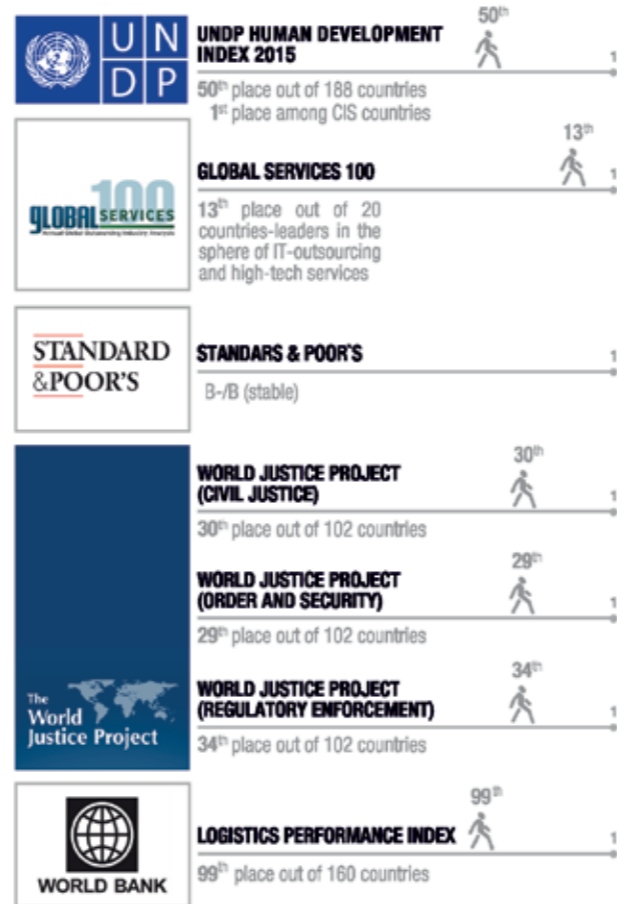 50th
U N
D P
UNDP HUMAN DEVELOPMENT
INDEX 2015
1
50th place out of 188 countries
1st place among CIS countries
13th
100
GLOBAL SERVICES
Annual Global Outsourcing Industry Analysis
GLOBAL SERVICES 100
1
13th place out of 20
countries-leaders in the
sphere of IT-outsourcing
and high-tech services
STANDARD
&POOR'S
STANDARS & POOR'S
1
B-/B (stable)
30th
WORLD JUSTICE PROJECT
(CIVIL JUSTICE)
1
30th place out of 102 countries
29th
WORLD JUSTICE PROJECT
(ORDER AND SECURITY)
1
29th place out of 102 countries
34th
WORLD JUSTICE PROJECT
(REGULATORY ENFORCEMENT)
1
34th place out of 102 countries
The
World
Justice Project
99th
LOGISTICS PERFORMANCE INDEX
1
99th place out of 160 countries
WORLD BANK